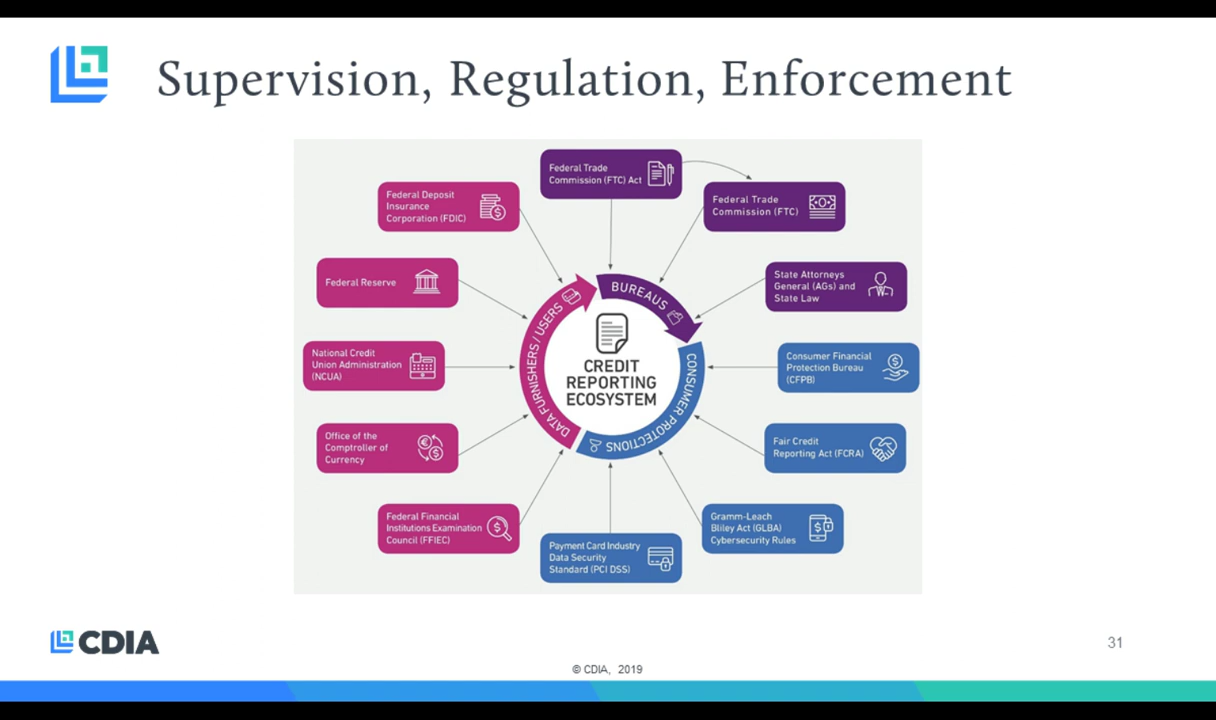 Supervision, Regulation, Enforcement
Federal Trade
Commission (FTC) Act
Federal Trade
Commission (FTC)
State Attorneys
General (AGs) and
State Law
Consumer Financial
Protection Bureau
(CFPB)
Fair Credit
Reporting Act (FCRA)
Gramm-Leach
Bliley Act (GLBA)
Cybersecurity Rules
Payment Card Industry
Data Security
Standard (PCI DSS)
Federal Financial
Institutions Examination
Council (FFIEC)
Office of the
Comptroller of
Currency
National Credit
Union Administration
(NCUA)
Federal Reserve
Federal Deposit
Insurance
Corporation (FDIC)
BUREAUS
CONSUMER PROTECTIONS
DATA FURNISHERS / USERS
CREDIT
REPORTING
ECOSYSTEM
CDIA
31
© CDIA, 2019